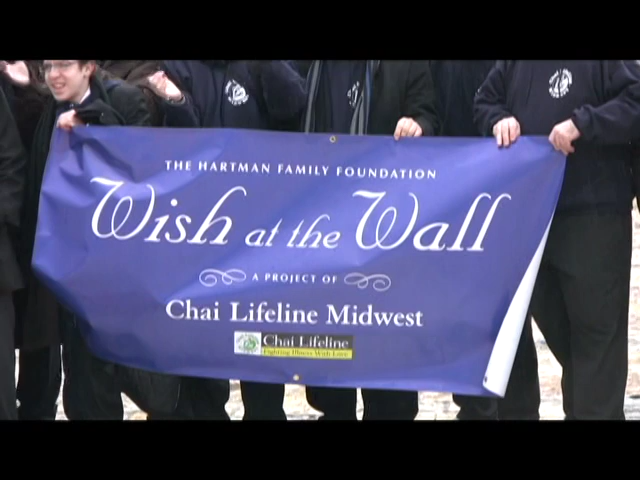 THE HARTMAN FAMILY FOUNDATION
Wish at the Wall
A PROJECT OF
Chai Lifeline Midwest
Chai Lifeline
Fighting Illness With Love